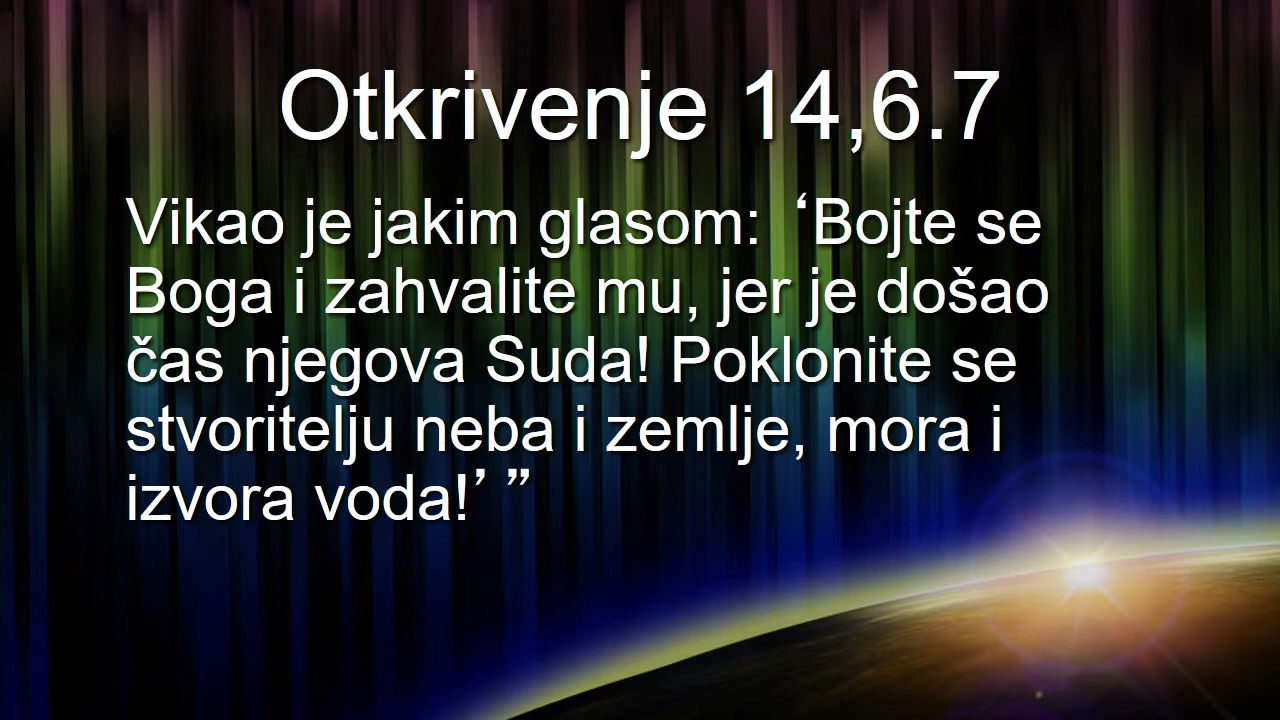 Otkrivenje 14,6.7
Vikao je jakim glasom: ‘Bojte se
Boga i zahvalite mu, jer je došao
čas njegova Suda! Poklonite se
stvoritelju neba i zemlje, mora i
izvora voda!’ ”